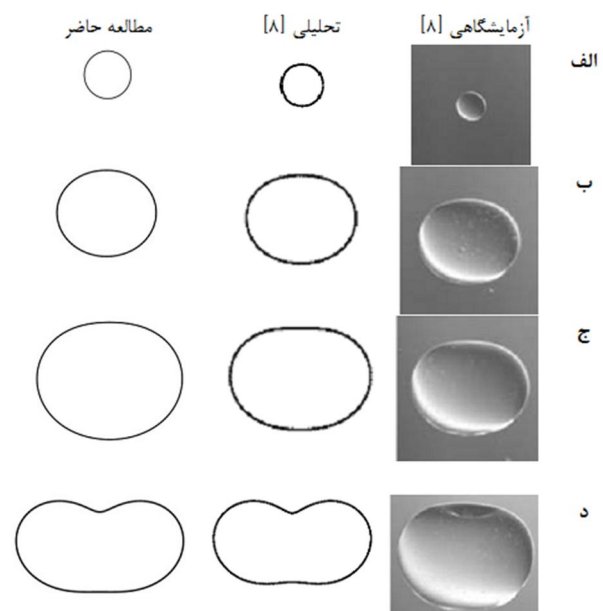 آزمایشگاهی [۸] تحلیلی [۸] مطالعه حاضر
الف
ب
ج
د